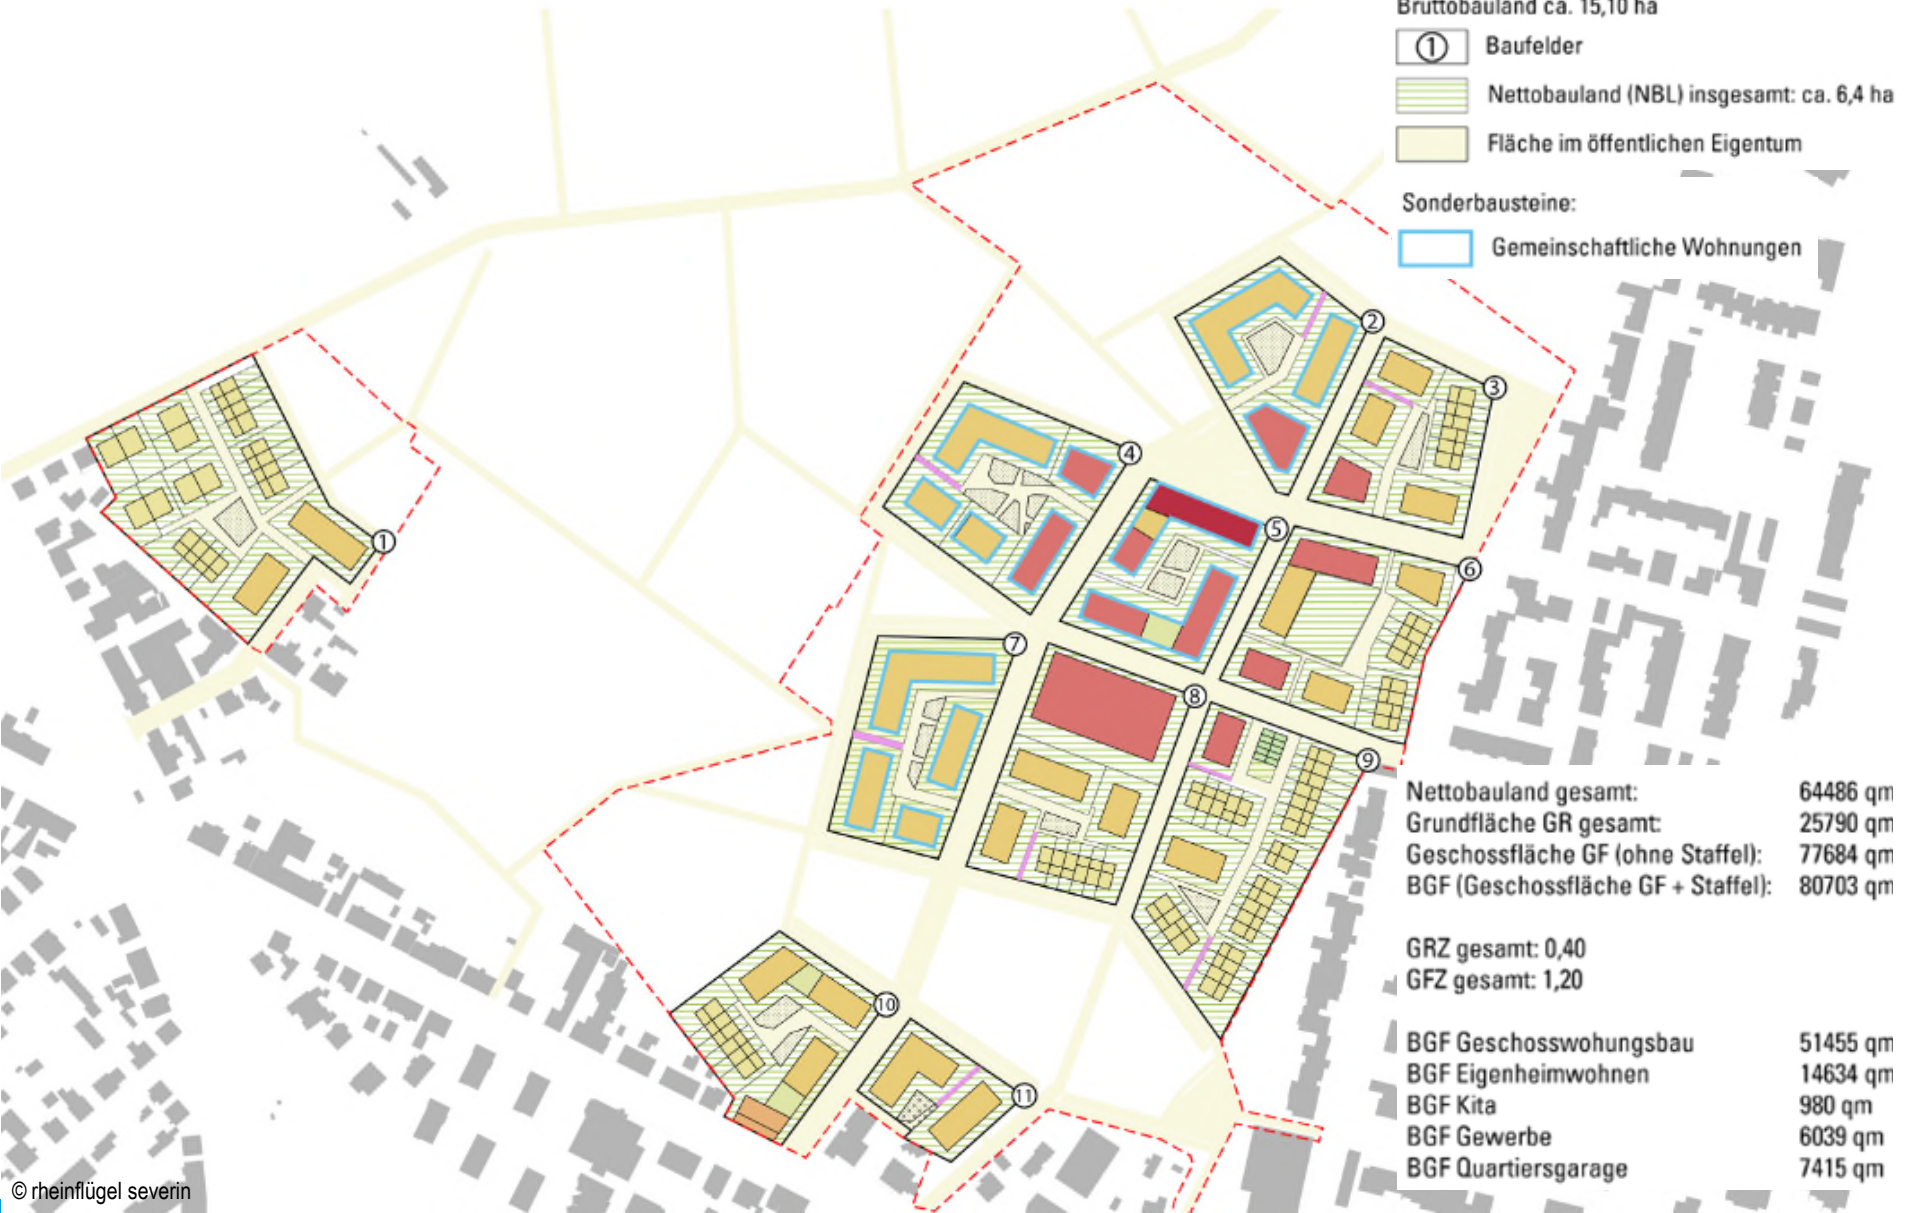 Bruttobauland ca. 15,10 ha
1 Baufelder
Nettobauland (NBL) insgesamt: ca. 6,4 ha
Fläche im öffentlichen Eigentum
Sonderbausteine:
Gemeinschaftliche Wohnungen
2
3
4
1
5
6
7
8
9
10
11
Nettobauland gesamt: 64486 qm
Grundfläche GR gesamt: 25790 qm
Geschossfläche GF (ohne Staffel): 77684 qm
BGF (Geschossfläche GF + Staffel): 80703 qm
GRZ gesamt: 0,40
GFZ gesamt: 1,20
BGF Geschosswohungsbau 51455 qm
BGF Eigenheimwohnen 14634 qm
BGF Kita 980 qm
BGF Gewerbe 6039 qm
BGF Quartiersgarage 7415 qm
© rheinflügel severin